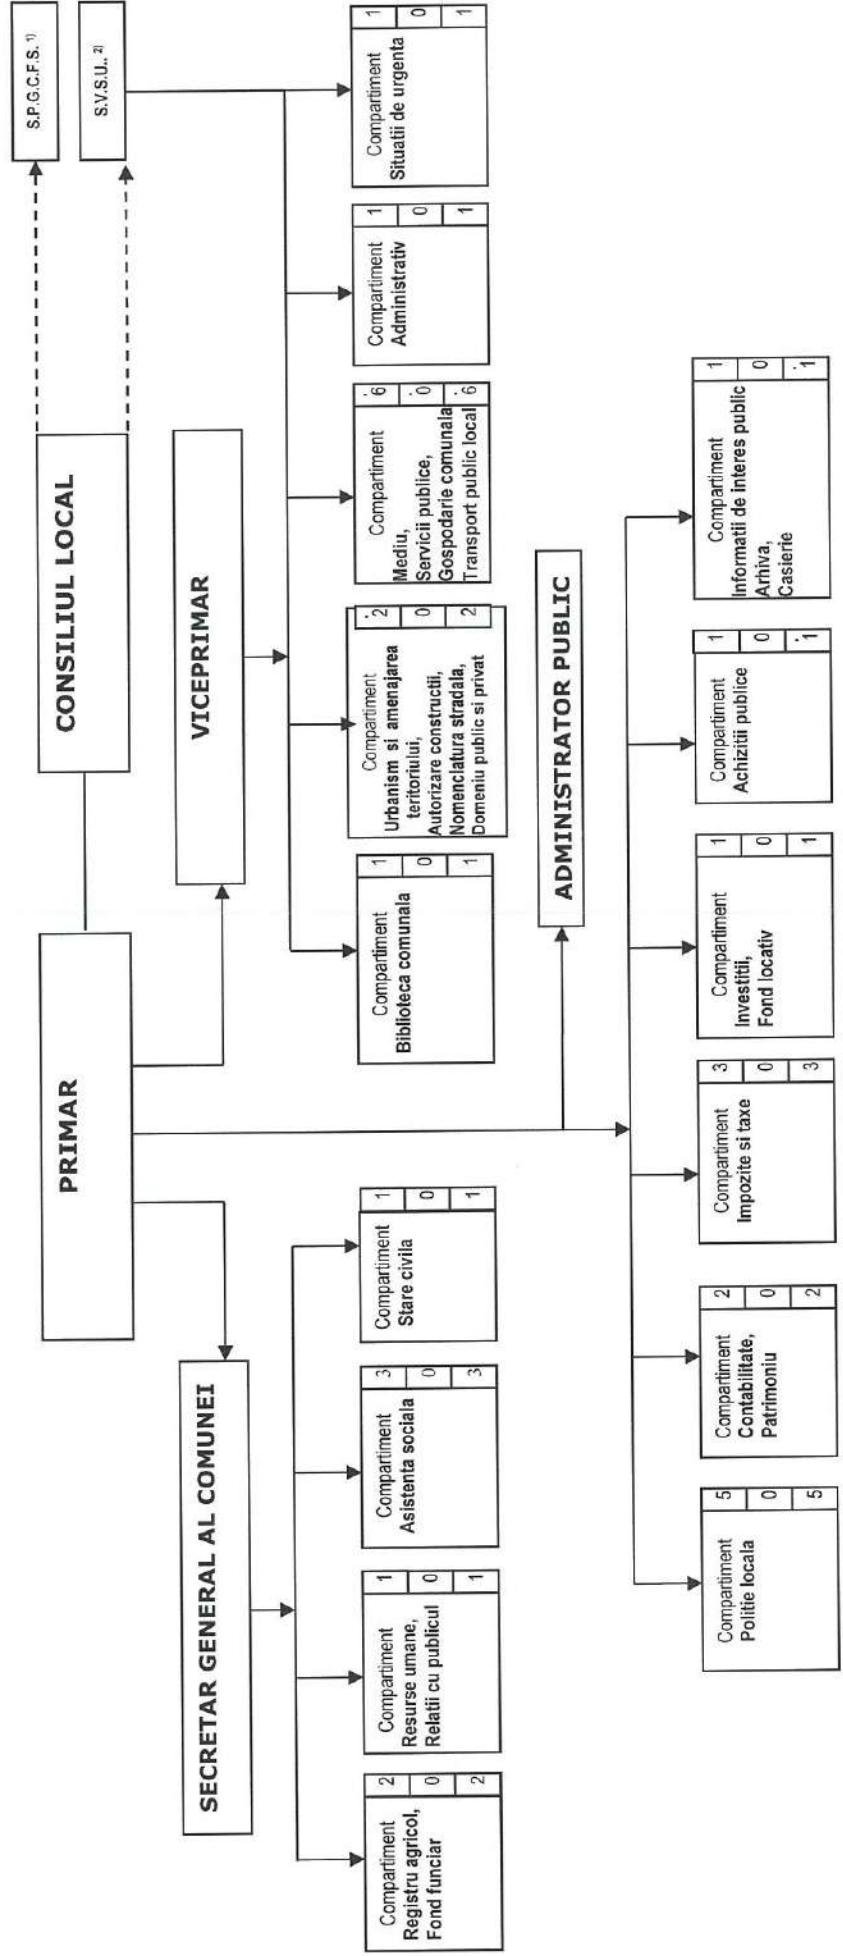 PRIMAR
CONSILIUL LOCAL
S.P.G.C.F.S. 1)
S.V.S.U.. 2)
SECRETAR GENERAL AL COMUNEI
VICEPRIMAR
Compartiment
Registru agricol,
Fond funciar
2
0
2
Compartiment
Resurse umane,
Relatii cu publicul
1
0
1
Compartiment
Asistenta sociala
3
0
3
Compartiment
Stare civila
1
0
1
Compartiment
Biblioteca comunala
1
0
1
Compartiment
Urbanism si amenajarea
teritoriului,
Autorizare constructii,
Nomenclatura stradala,
Domeniu public si privat
2
0
2
Compartiment
Mediu,
Servicii publice,
Gospodarie comunala
Transport public local
6
0
6
Compartiment
Administrativ
1
0
1
Compartiment
Situatii de urgenta
1
0
1
ADMINISTRATOR PUBLIC
Compartiment
Politie locala
5
0
5
Compartiment
Contabilitate,
Patrimoniu
2
0
2
Compartiment
Impozite si taxe
3
0
3
Compartiment
Investitii,
Fond locativ
1
0
1
Compartiment
Achizitii publice
1
0
1
Compartiment
Informatii de interes public
Arhiva,
Casierie
1
0
1